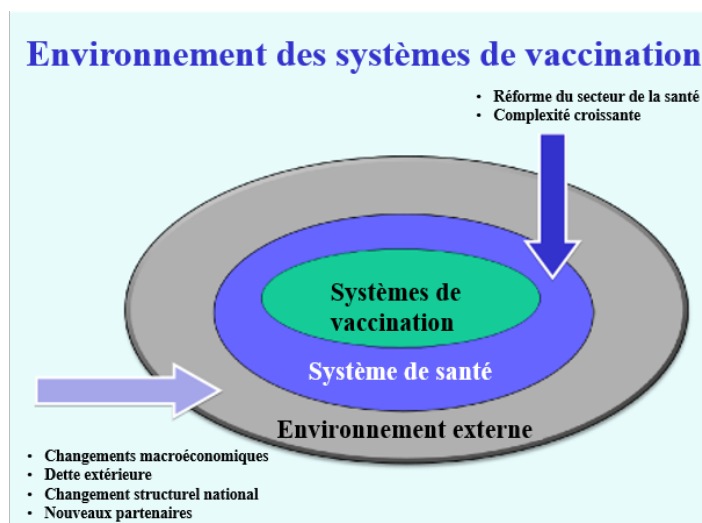 Environnement des systèmes de vaccination
• Réforme du secteur de la santé
• Complexité croissante
Systèmes de
vaccination
Système de santé
Environnement externe
• Changements macroéconomiques
• Dette extérieure
• Changement structurel national
• Nouveaux partenaires